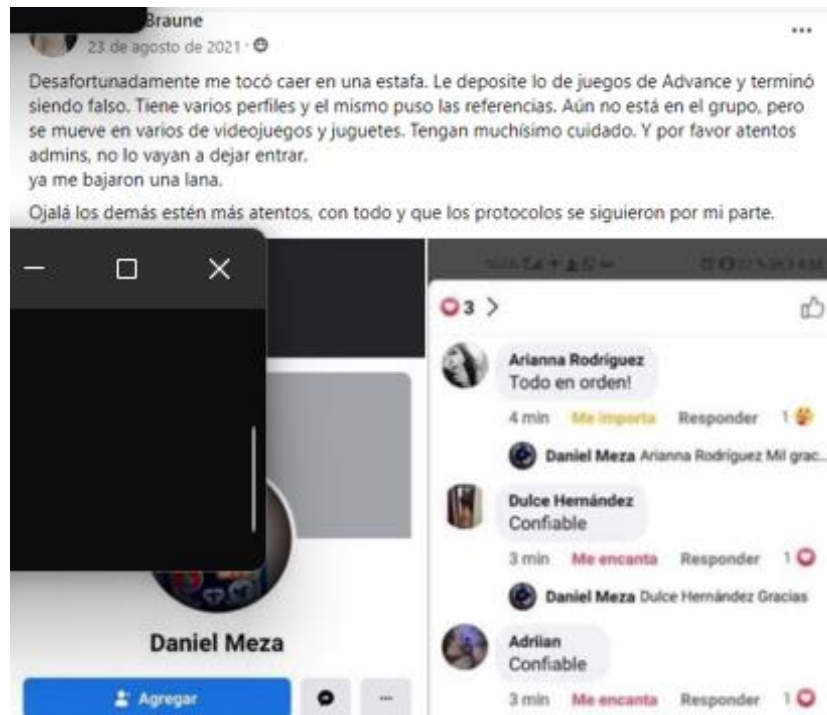 Braune
23 de agosto de 2021 ·
Desafortunadamente me tocó caer en una estafa. Le deposite lo de juegos de Advance y terminó
siendo falso. Tiene varios perfiles y el mismo puso las referencias. Aún no está en el grupo, pero
se mueve en varios de videojuegos y juguetes. Tengan muchísimo cuidado. Y por favor atentos
admins, no lo vayan a dejar entrar.
ya me bajaron una lana.
Ojalá los demás estén más atentos, con todo y que los protocolos se siguieron por mi parte.
3
Arianna Rodríguez
Todo en orden!
4 min Me importa Responder 1
Daniel Meza Arianna Rodríguez Mil grac...
Dulce Hernández
Confiable
3 min Me encanta Responder 1
Daniel Meza Dulce Hernández Gracias
Adriian
Confiable
3 min Me encanta Responder 1
Daniel Meza
Agregar